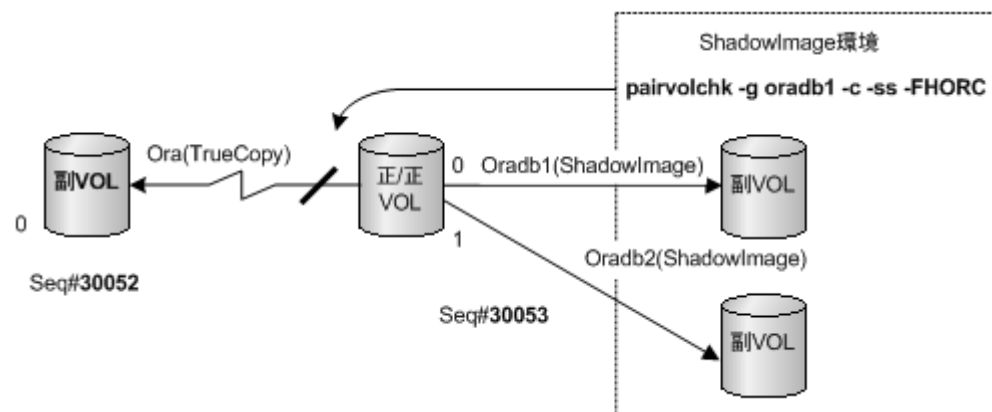 ShadowImage環境
pairvolchk -g oradb1 -c -ss -FHORC
Ora(TrueCopy)
副VOL
0
Seq#30052
正/正
VOL
0
1
Seq#30053
Oradb1(ShadowImage)
副VOL
Oradb2(ShadowImage)
副VOL